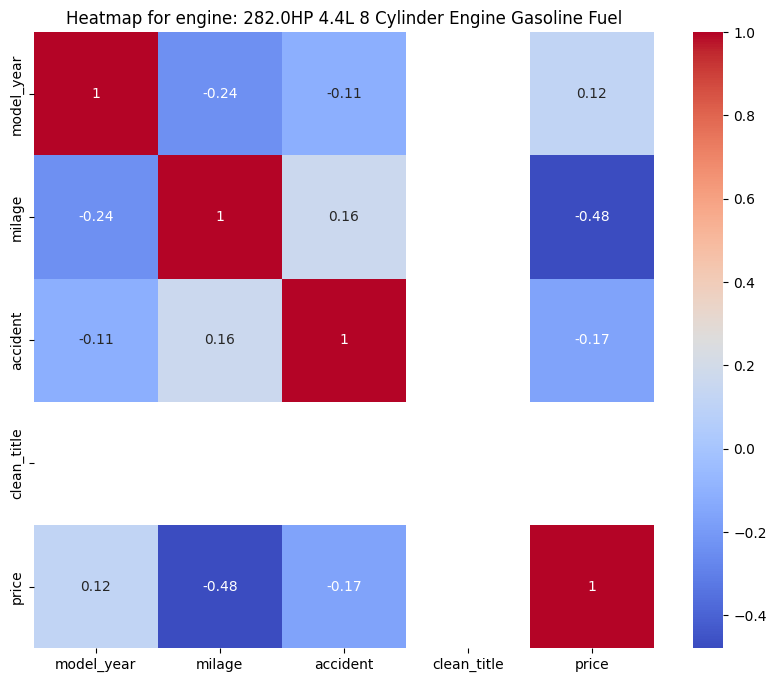 Heatmap for engine: 282.0HP 4.4L 8 Cylinder Engine Gasoline Fuel
model_year 1 -0.24 -0.11 0.12
milage -0.24 1 0.16 -0.48
accident -0.11 0.16 1 -0.17
clean_title
price 0.12 -0.48 -0.17 1
model_year milage accident clean_title price
1.0
0.8
0.6
0.4
0.2
0.0
−0.2
−0.4